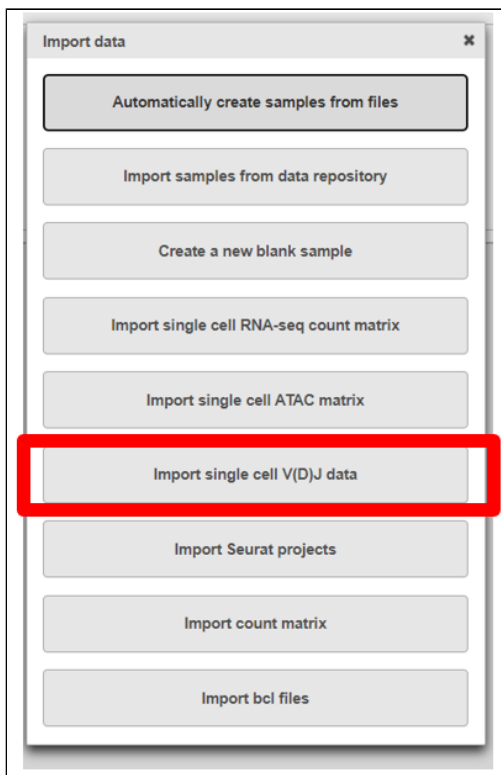 Import data
Automatically create samples from files
Import samples from data repository
Create a new blank sample
Import single cell RNA-seq count matrix
Import single cell ATAC matrix
Import single cell V(D)J data
Import Seurat projects
Import count matrix
Import bcl files